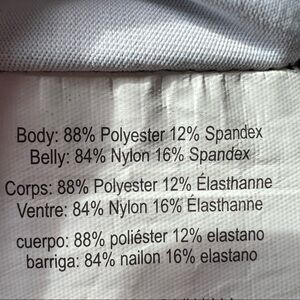 Body: 88% Polyester 12% Spandex
Belly: 84% Nylon 16% Spandex
Corps: 88% Polyester 12% Élasthanne
Ventre: 84% Nylon 16% Élasthanne
cuerpo: 88% poliéster 12% elastano
barriga: 84% nailon 16% elastano